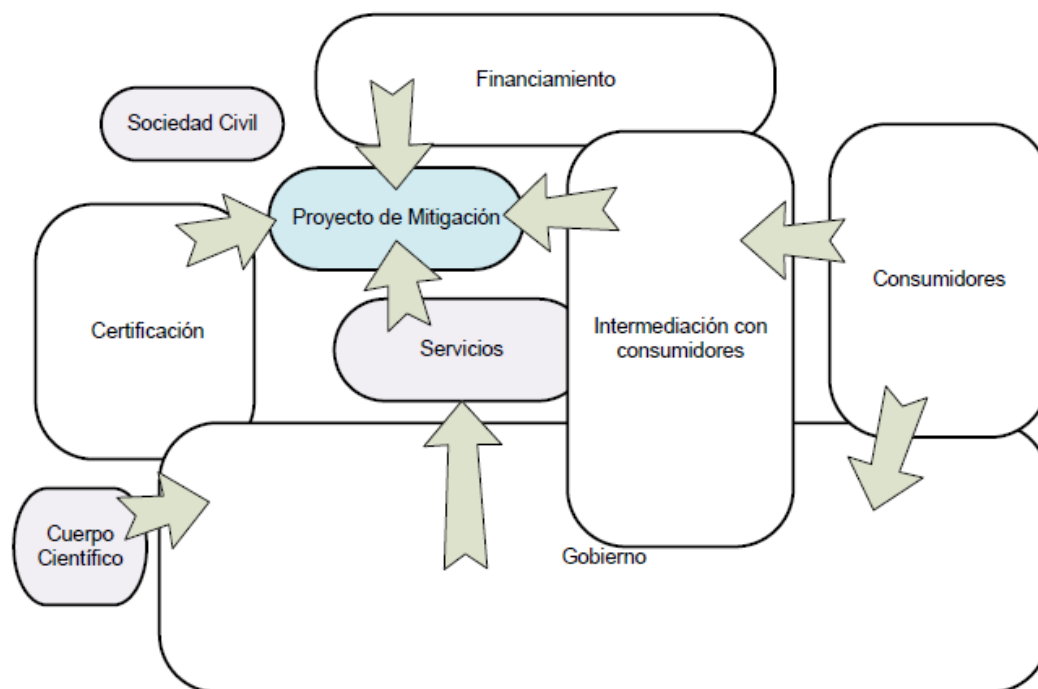 Financiamiento
Sociedad Civil
Proyecto de Mitigación
Consumidores
Certificación
Intermediación con
consumidores
Servicios
Cuerpo
Científico
Gobierno